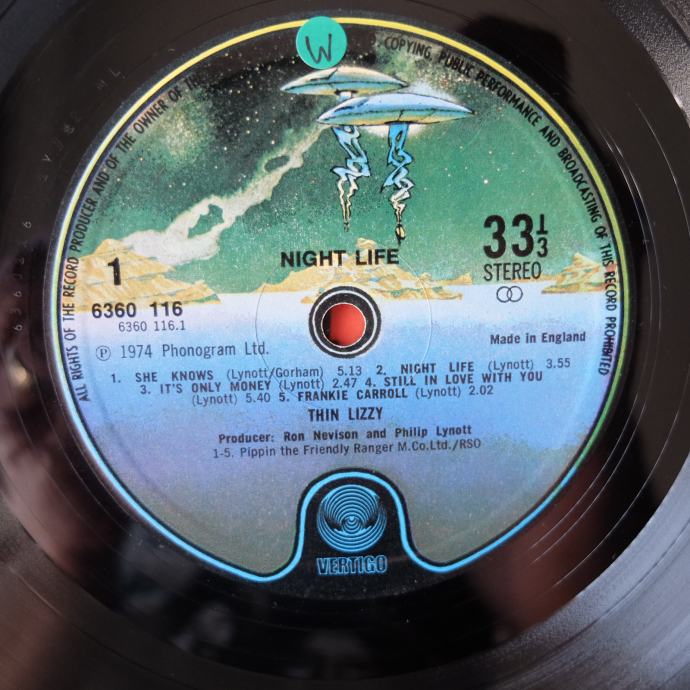 W
ALL RIGHTS OF THE RECORD PRODUCER AND OF THE OWNER OF THE
COPYING, PUBLIC PERFORMANCE AND BROADCASTING OF THIS RECORD PROHIBITED
1
NIGHT LIFE
33⅓
STEREO
6360 116
6360 116.1
Made in England
℗ 1974 Phonogram Ltd.
1. SHE KNOWS (Lynott/Gorham) 5.13 2. NIGHT LIFE (Lynott) 3.55
3. IT'S ONLY MONEY (Lynott) 2.47 4. STILL IN LOVE WITH YOU
(Lynott) 5.40 5. FRANKIE CARROLL (Lynott) 2.02
THIN LIZZY
Producer: Ron Nevison and Philip Lynott
1-5. Pippin the Friendly Ranger M.Co.Ltd./RSO
VERTIGO